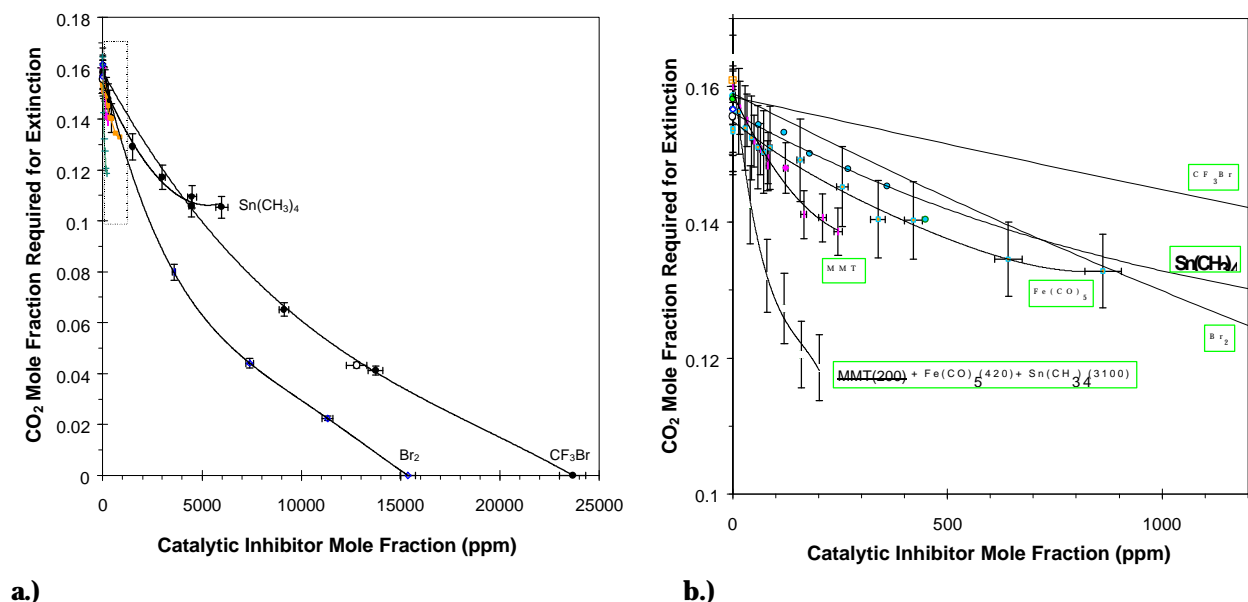 0.18
0.16
0.14
0.12
0.1
0.08
0.06
0.04
0.02
0
CO2 Mole Fraction Required for Extinction
Sn(CH3)4
Br2
CF3Br
0 5000 10000 15000 20000 25000
Catalytic Inhibitor Mole Fraction (ppm)
a.)
0.16
0.14
0.12
0.1
CO2 Mole Fraction Required for Extinction
CF3Br
Sn(CH3)4
MMT
Fe(CO)5
Br2
MMT(200) + Fe(CO)5(420)+ Sn(CH3)4(3100)
0 500 1000
Catalytic Inhibitor Mole Fraction (ppm)
b.)